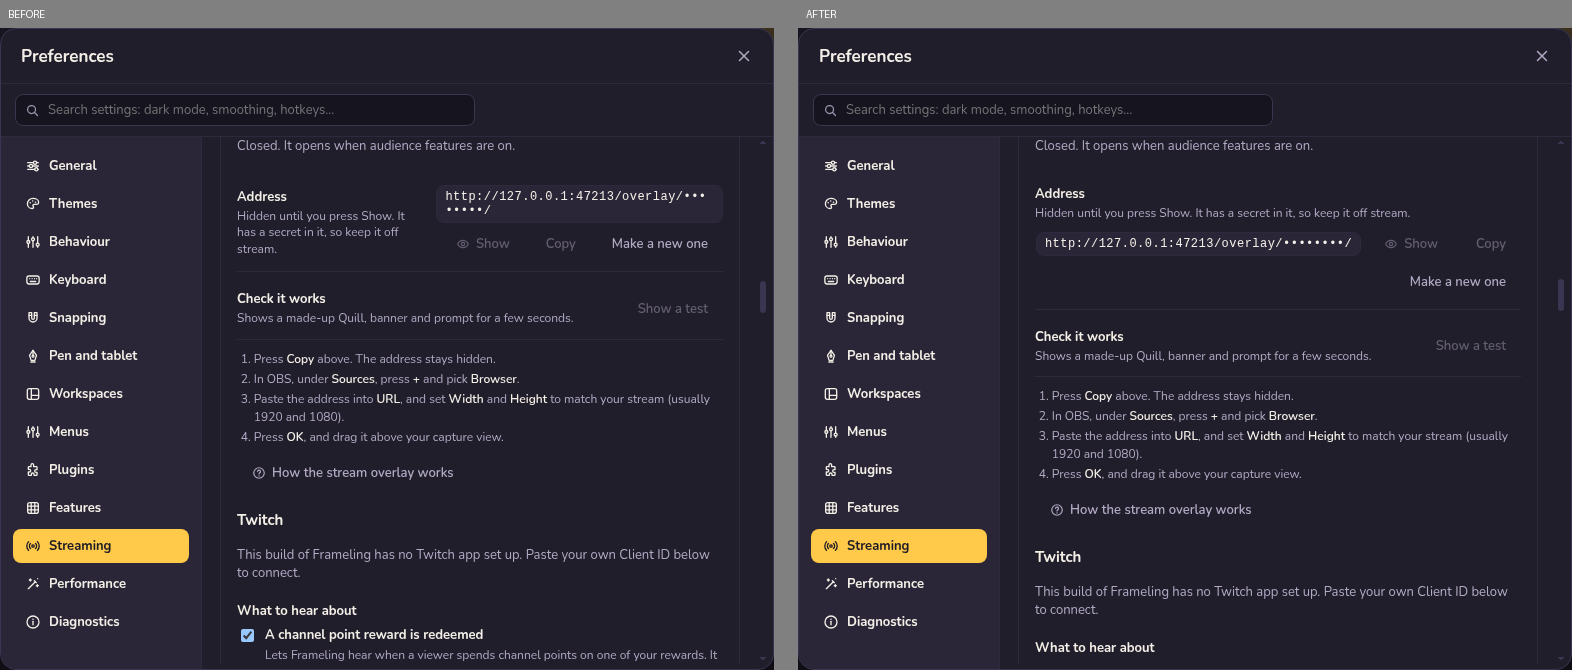 BEFORE
Preferences
Search settings: dark mode, smoothing, hotkeys...
General
Themes
Behaviour
Keyboard
Snapping
Pen and tablet
Workspaces
Menus
Plugins
Features
Streaming
Performance
Diagnostics
Closed. It opens when audience features are on.
Address
Hidden until you press Show. It
has a secret in it, so keep it off
stream.
http://127.0.0.1:47213/overlay/•••
•••••/
Show
Copy
Make a new one
Check it works
Shows a made-up Quill, banner and prompt for a few seconds.
Show a test
1. Press Copy above. The address stays hidden.
2. In OBS, under Sources, press + and pick Browser.
3. Paste the address into URL, and set Width and Height to match your stream (usually
1920 and 1080).
4. Press OK, and drag it above your capture view.
How the stream overlay works
Twitch
This build of Frameling has no Twitch app set up. Paste your own Client ID below
to connect.
What to hear about
A channel point reward is redeemed
Lets Frameling hear when a viewer spends channel points on one of your rewards. It
AFTER
Preferences
Search settings: dark mode, smoothing, hotkeys...
General
Themes
Behaviour
Keyboard
Snapping
Pen and tablet
Workspaces
Menus
Plugins
Features
Streaming
Performance
Diagnostics
Closed. It opens when audience features are on.
Address
Hidden until you press Show. It has a secret in it, so keep it off stream.
http://127.0.0.1:47213/overlay/••••••••/
Show
Copy
Make a new one
Check it works
Shows a made-up Quill, banner and prompt for a few seconds.
Show a test
1. Press Copy above. The address stays hidden.
2. In OBS, under Sources, press + and pick Browser.
3. Paste the address into URL, and set Width and Height to match your stream (usually
1920 and 1080).
4. Press OK, and drag it above your capture view.
How the stream overlay works
Twitch
This build of Frameling has no Twitch app set up. Paste your own Client ID below
to connect.
What to hear about